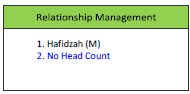 Relationship Management
1. Hafidzah (M)
2. No Head Count